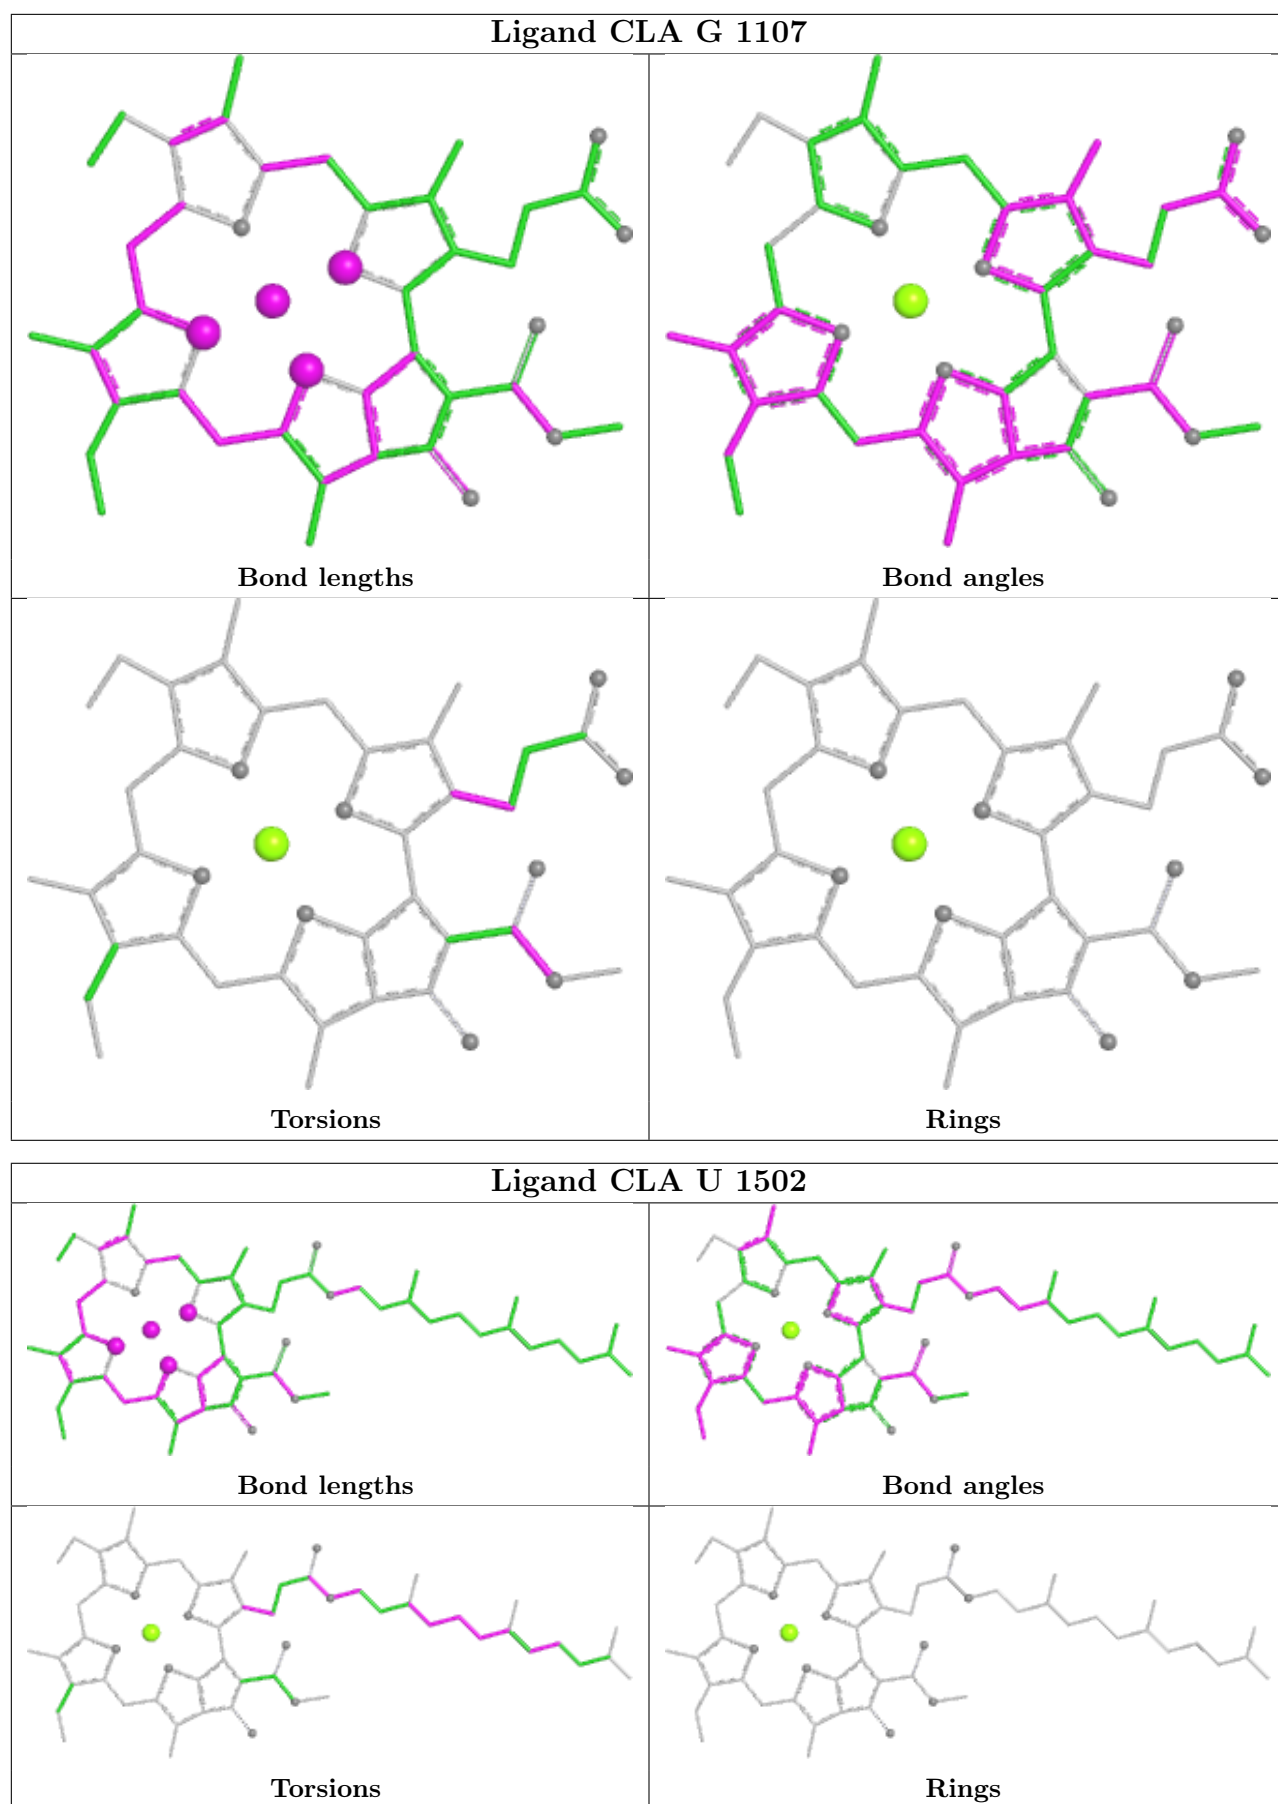 Ligand CLA G 1107
Bond lengths
Bond angles
Torsions
Rings
Ligand CLA U 1502
Bond lengths
Bond angles
Torsions
Rings